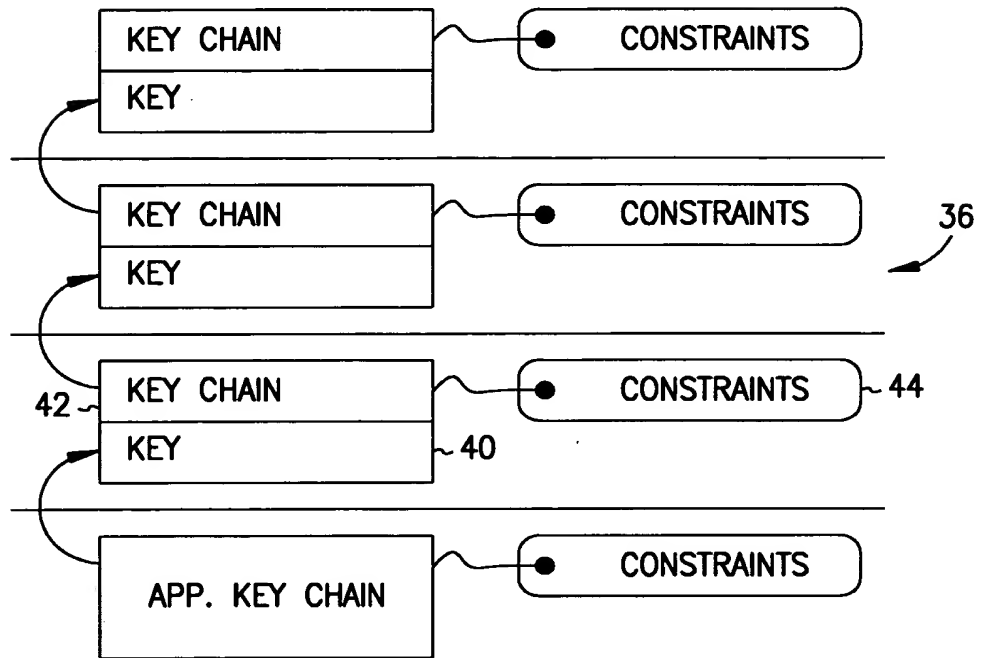 KEY CHAIN CONSTRAINTS
KEY
KEY CHAIN CONSTRAINTS
36
KEY
KEY CHAIN CONSTRAINTS 44
42
KEY 40
CONSTRAINTS
APP. KEY CHAIN